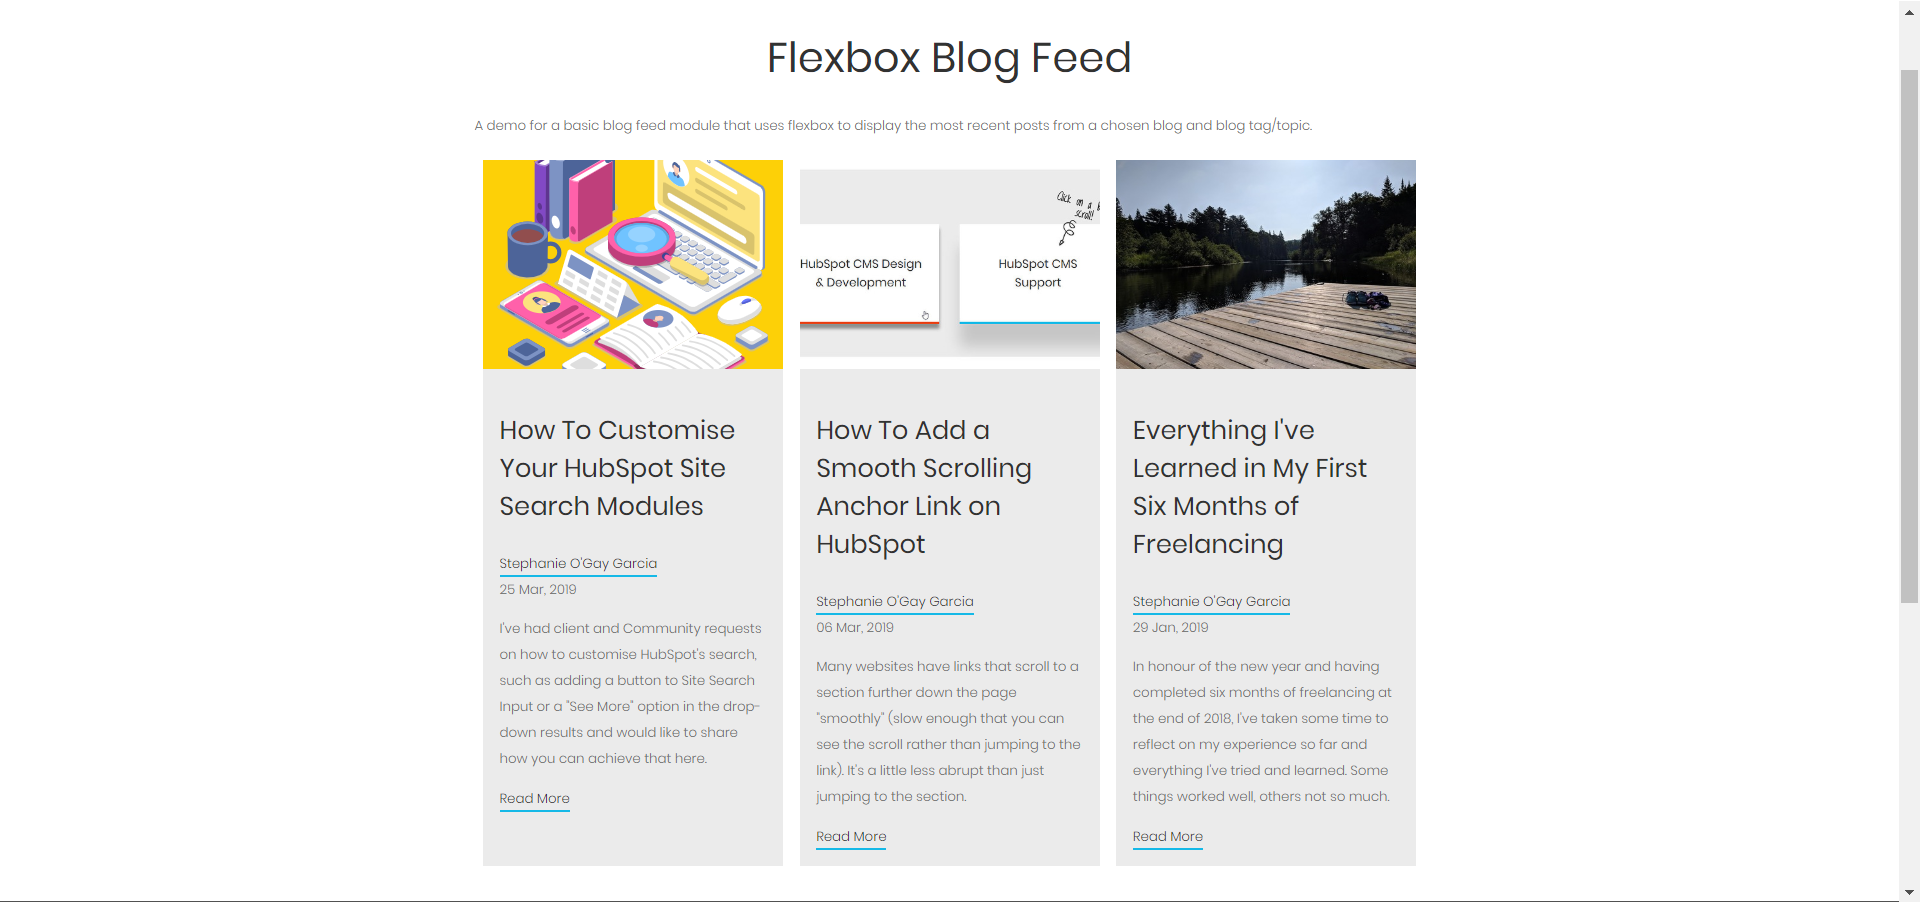 Flexbox Blog Feed
A demo for a basic blog feed module that uses flexbox to display the most recent posts from a chosen blog and blog tag/topic.
How To Customise
Your HubSpot Site
Search Modules
Stephanie O'Gay Garcia
25 Mar, 2019
I've had client and Community requests
on how to customise HubSpot's search,
such as adding a button to Site Search
Input or a "See More" option in the drop-
down results and would like to share
how you can achieve that here.
Read More
Click on a
scroll!
HubSpot CMS Design
& Development
HubSpot CMS
Support
How To Add a
Smooth Scrolling
Anchor Link on
HubSpot
Stephanie O'Gay Garcia
06 Mar, 2019
Many websites have links that scroll to a
section further down the page
"smoothly" (slow enough that you can
see the scroll rather than jumping to the
link). It's a little less abrupt than just
jumping to the section.
Read More
Everything I've
Learned in My First
Six Months of
Freelancing
Stephanie O'Gay Garcia
29 Jan, 2019
In honour of the new year and having
completed six months of freelancing at
the end of 2018, I've taken some time to
reflect on my experience so far and
everything I've tried and learned. Some
things worked well, others not so much.
Read More